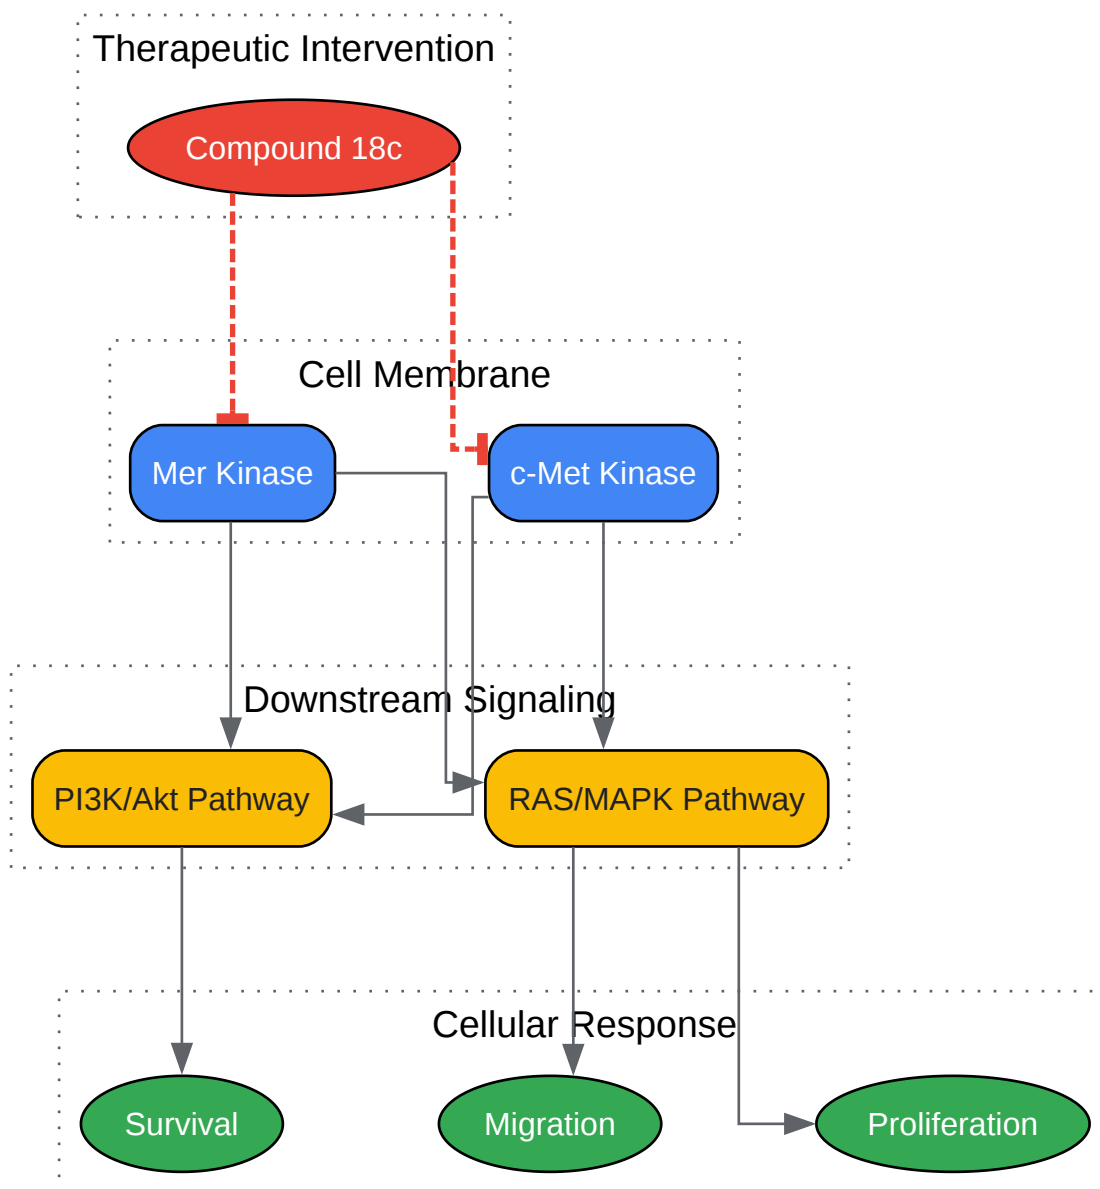 Therapeutic Intervention
Compound 18c
Cell Membrane
Mer Kinase
c-Met Kinase
Downstream Signaling
PI3K/Akt Pathway
RAS/MAPK Pathway
Cellular Response
Survival
Migration
Proliferation